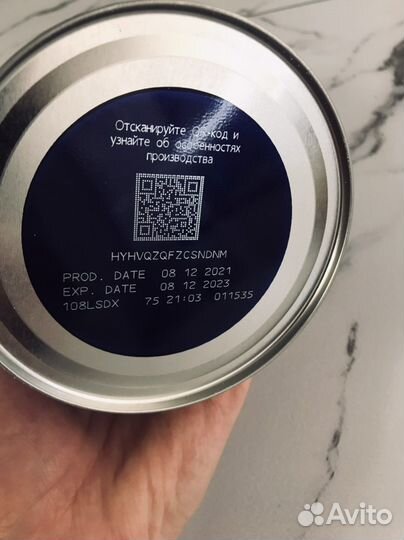 Отсканируйте QR-код и
узнайте об особенностях
производства
HYHVQZQFZCSNDNM
PROD. DATE 08 12 2021
EXP. DATE 08 12 2023
108LSDX 75 21:03 011535
Avito